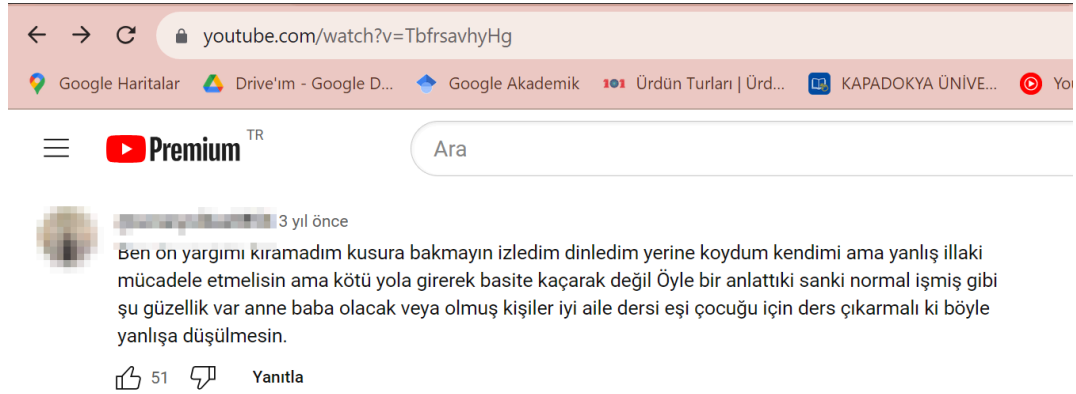 youtube.com/watch?v=TbfrsavhyHg
Google Haritalar Drive'ım - Google D... Google Akademik 101 Ürdün Turları | Ürd... KAPADOKYA ÜNİVE... You
Premium TR
Ara
3 yıl önce
Ben ön yargımı kıramadım kusura bakmayın izledim dinledim yerine koydum kendimi ama yanlış illaki
mücadele etmelisin ama kötü yola girerek basite kaçarak değil Öyle bir anlattıki sanki normal işmiş gibi
şu güzellik var anne baba olacak veya olmuş kişiler iyi aile dersi eşi çocuğu için ders çıkarmalı ki böyle
yanlışa düşülmesin.
51 Yanıtla